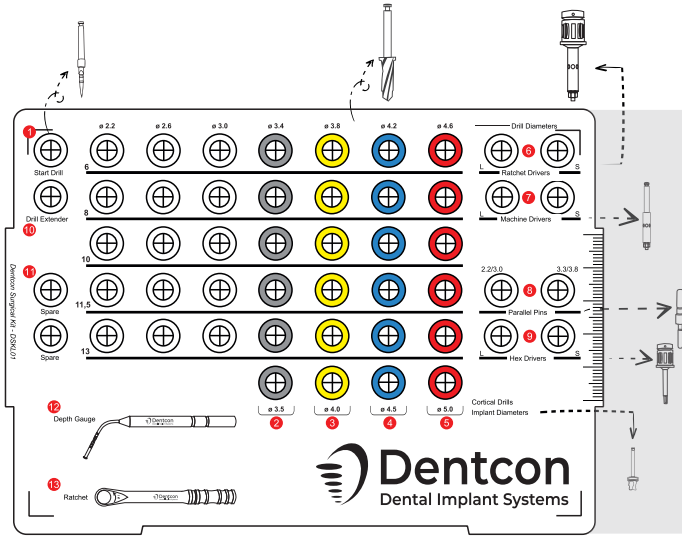 ø 2.2 ø 2.6 ø 3.0 ø 3.4 ø 3.8 ø 4.2 ø 4.6 Drill Diameters
1 6
Start Drill 6 L Ratchet Drivers S
7
Drill Extender 8 L Machine Drivers S
10
10
11 2.2/3.0 3.3/3.8
8
Spare 11,5 Parallel Pins
9
Spare 13 L Hex Drivers S
Dentcon Surgical Kit - DSKL01
Cortical Drills
12 ø 3.5 ø 4.0 ø 4.5 ø 5.0 Implant Diameters
Depth Gauge Dentcon 2 3 4 5
13
Ratchet Dentcon
Dentcon
Dental Implant Systems